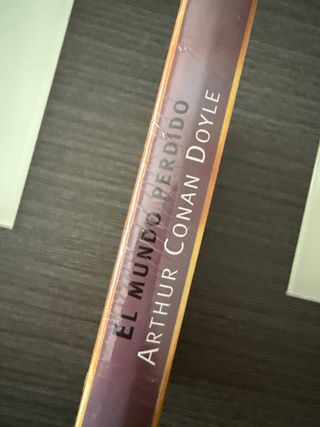 EL MUNDO PERDIDO
ARTHUR CONAN DOYLE